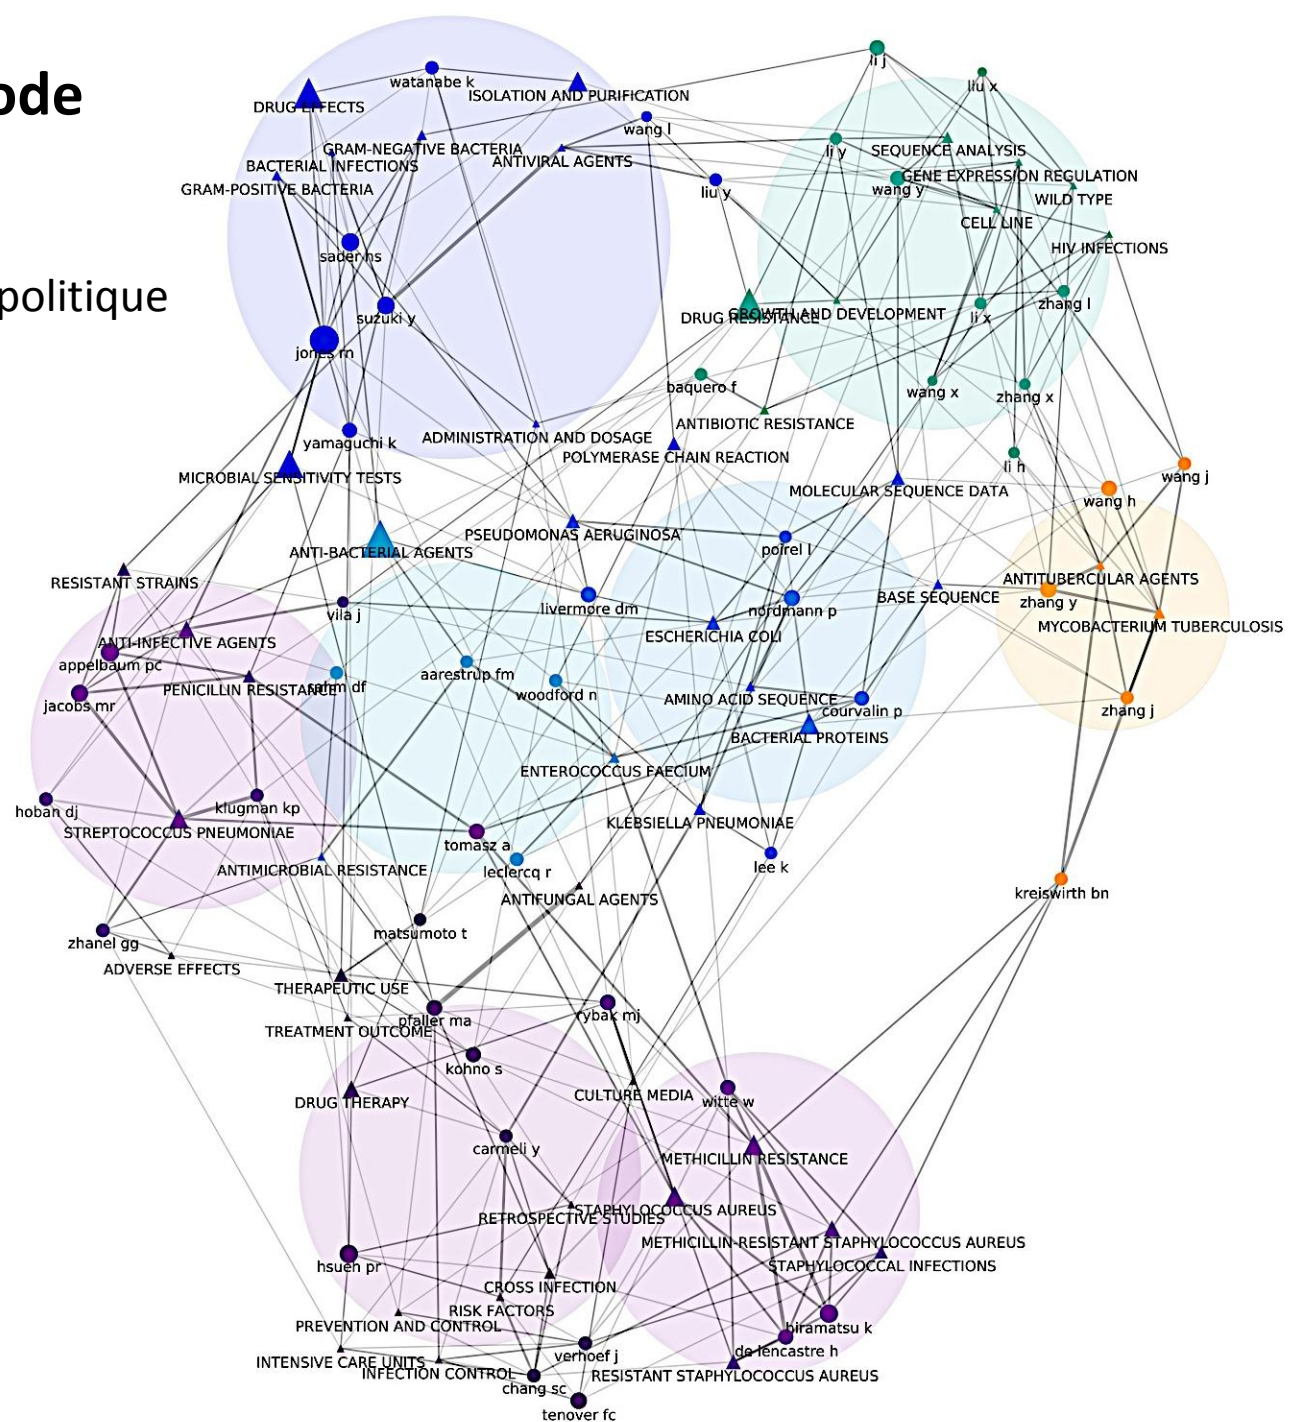 ode
politique
li j
watanabe k
liu x
ISOLATION AND PURIFICATION
DRUG EFFECTS
wang l
GRAM-NEGATIVE BACTERIA
li y
SEQUENCE ANALYSIS
ANTIVIRAL AGENTS
BACTERIAL INFECTIONS
GENE EXPRESSION REGULATION
GRAM-POSITIVE BACTERIA
liu y
wang y
WILD TYPE
CELL LINE
HIV INFECTIONS
sader hs
zhang l
GROWTH AND DEVELOPMENT
DRUG RESISTANCE
li x
suzuki y
jones rn
baquero f
wang x
zhang x
ANTIBIOTIC RESISTANCE
ADMINISTRATION AND DOSAGE
yamaguchi k
POLYMERASE CHAIN REACTION
li h
MICROBIAL SENSITIVITY TESTS
wang j
MOLECULAR SEQUENCE DATA
wang h
PSEUDOMONAS AERUGINOSA
poirel l
ANTI-BACTERIAL AGENTS
RESISTANT STRAINS
ANTITUBERCULAR AGENTS
BASE SEQUENCE
zhang y
livermore dm
nordmann p
vila j
MYCOBACTERIUM TUBERCULOSIS
ESCHERICHIA COLI
ANTI-INFECTIVE AGENTS
appelbaum pc
aarestrup fm
PENICILLIN RESISTANCE
sahm df
woodford n
AMINO ACID SEQUENCE
jacobs mr
courvalin p
zhang j
BACTERIAL PROTEINS
ENTEROCOCCUS FAECIUM
klugman kp
hoban dj
KLEBSIELLA PNEUMONIAE
STREPTOCOCCUS PNEUMONIAE
tomasz a
lee k
ANTIMICROBIAL RESISTANCE
leclercq r
kreiswirth bn
ANTIFUNGAL AGENTS
matsumoto t
zhanel gg
ADVERSE EFFECTS
THERAPEUTIC USE
rybak mj
pfaller ma
TREATMENT OUTCOME
kohno s
CULTURE MEDIA
witte w
DRUG THERAPY
carmeli y
METHICILLIN RESISTANCE
STAPHYLOCOCCUS AUREUS
RETROSPECTIVE STUDIES
METHICILLIN-RESISTANT STAPHYLOCOCCUS AUREUS
STAPHYLOCOCCAL INFECTIONS
hsueh pr
CROSS INFECTION
RISK FACTORS
PREVENTION AND CONTROL
hiramatsu k
de lencastre h
verhoef j
INTENSIVE CARE UNITS
INFECTION CONTROL
RESISTANT STAPHYLOCOCCUS AUREUS
chang sc
tenover fc